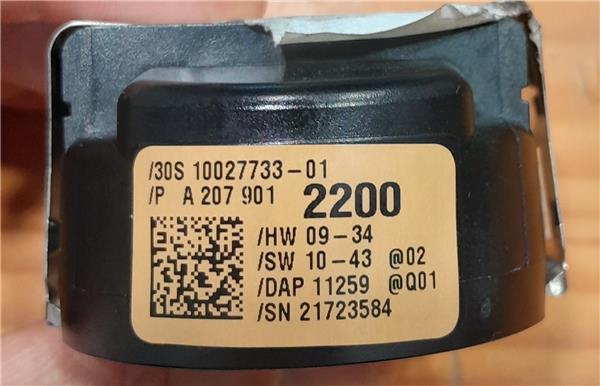 /30S 10027733-01
/P A 207 901 2200
/HW 09-34
/SW 10-43 @02
/DAP 11259 @Q01
/SN 21723584